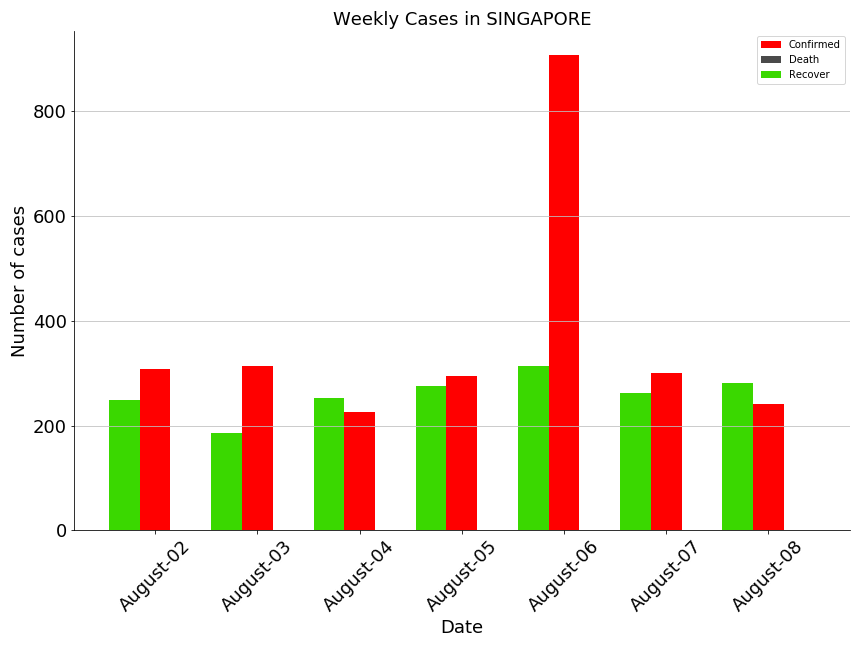 Weekly Cases in SINGAPORE
Confirmed
Death
Recover
Number of cases
800
600
400
200
0
August-02
August-03
August-04
August-05
August-06
August-07
August-08
Date